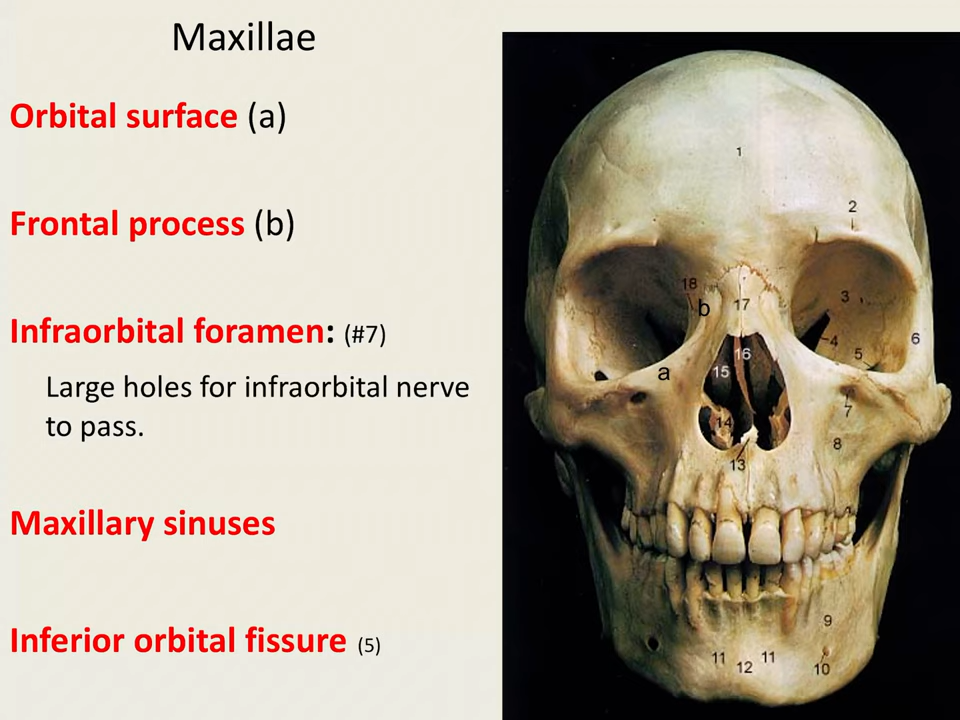 Maxillae
Orbital surface (a)
Frontal process (b)
Infraorbital foramen: (#7)
Large holes for infraorbital nerve
to pass.
Maxillary sinuses
Inferior orbital fissure (5)
1
2
18
b
17
3
4
5
6
16
15
a
7
14
8
13
9
11
12
11
10